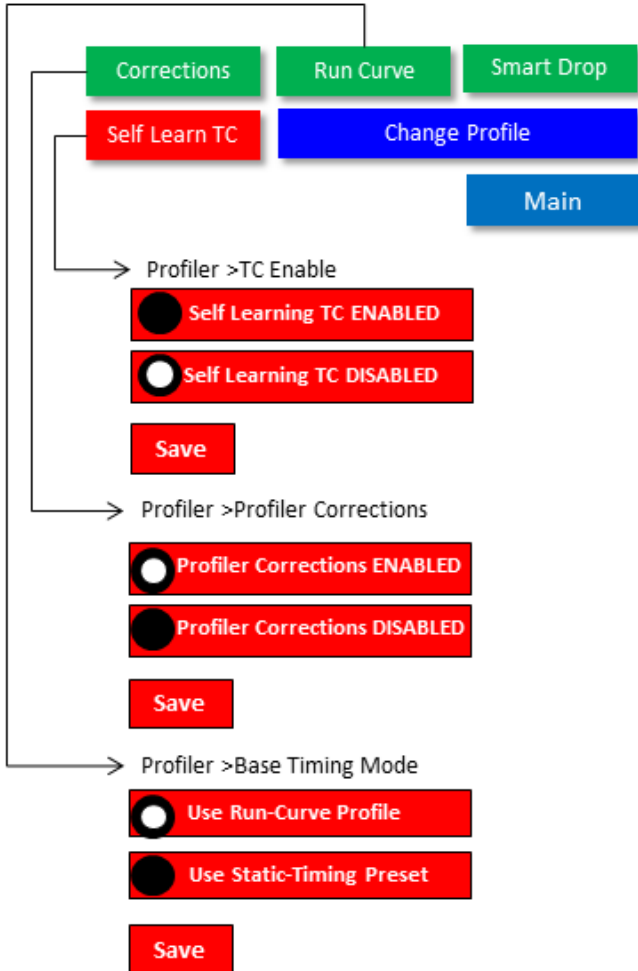 Corrections
Run Curve
Smart Drop
Self Learn TC
Change Profile
Main
Profiler >TC Enable
Self Learning TC ENABLED
Self Learning TC DISABLED
Save
Profiler >Profiler Corrections
Profiler Corrections ENABLED
Profiler Corrections DISABLED
Save
Profiler >Base Timing Mode
Use Run-Curve Profile
Use Static-Timing Preset
Save